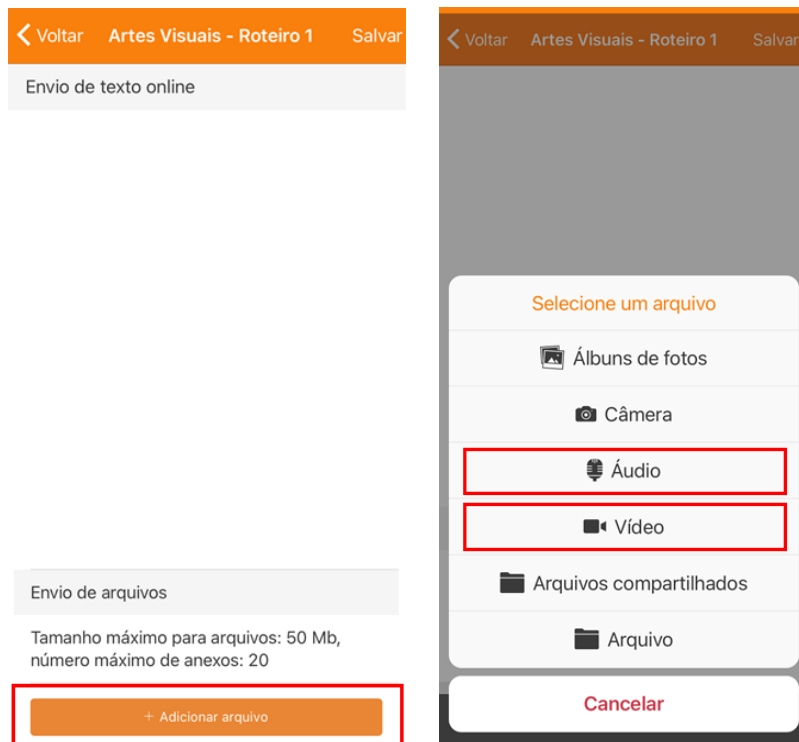 Voltar Artes Visuais - Roteiro 1 Salvar
Envio de texto online
Envio de arquivos
Tamanho máximo para arquivos: 50 Mb,
número máximo de anexos: 20
+ Adicionar arquivo
Voltar Artes Visuais - Roteiro 1 Salvar
Selecione um arquivo
Álbuns de fotos
Câmera
Áudio
Vídeo
Arquivos compartilhados
Arquivo
Cancelar